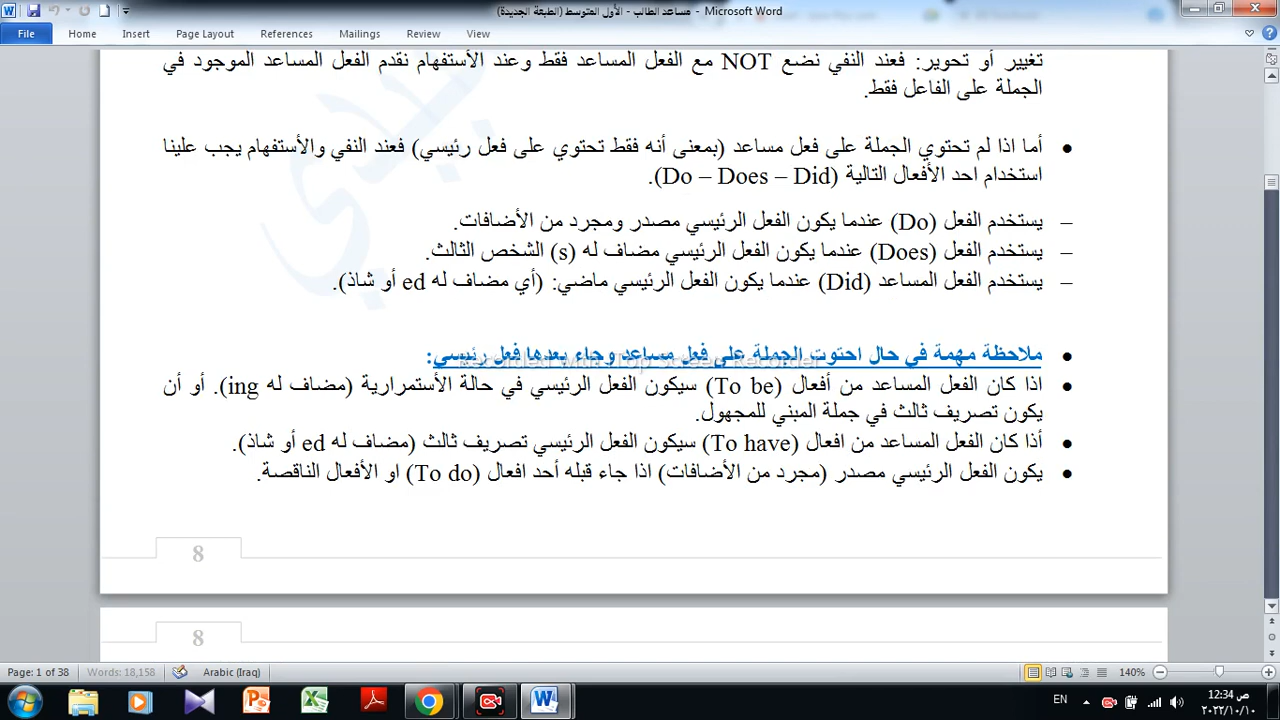 مساعد الطالب - الأول المتوسط (الطبعة الجديدة) - Microsoft Word
File Home Insert Page Layout References Mailings Review View
تغيير أو تحوير: فعند النفي نضع NOT مع الفعل المساعد فقط وعند الأستفهام نقدم الفعل المساعد الموجود في
الجملة على الفاعل فقط.
• أما اذا لم تحتوي الجملة على فعل مساعد (بمعنى أنه فقط تحتوي على فعل رئيسي) فعند النفي والأستفهام يجب علينا
استخدام احد الأفعال التالية (Do – Does – Did).
– يستخدم الفعل (Do) عندما يكون الفعل الرئيسي مصدر ومجرد من الأضافات.
– يستخدم الفعل (Does) عندما يكون الفعل الرئيسي مضاف له (s) الشخص الثالث.
– يستخدم الفعل المساعد (Did) عندما يكون الفعل الرئيسي ماضي: (أي مضاف له ed أو شاذ).
• ملاحظة مهمة في حال احتوت الجملة على فعل مساعد وجاء بعدها فعل رئيسي:
Recorded with iTop Screen Recorder
• اذا كان الفعل المساعد من أفعال (To be) سيكون الفعل الرئيسي في حالة الأستمرارية (مضاف له ing). أو أن
يكون تصريف ثالث في جملة المبني للمجهول.
• أذا كان الفعل المساعد من افعال (To have) سيكون الفعل الرئيسي تصريف ثالث (مضاف له ed أو شاذ).
• يكون الفعل الرئيسي مصدر (مجرد من الأضافات) اذا جاء قبله أحد افعال (To do) او الأفعال الناقصة.
8
8
Page: 1 of 38 Words: 18,158 Arabic (Iraq) 140%
EN 12:34 ص
٢٠٢٢/١٠/١٠